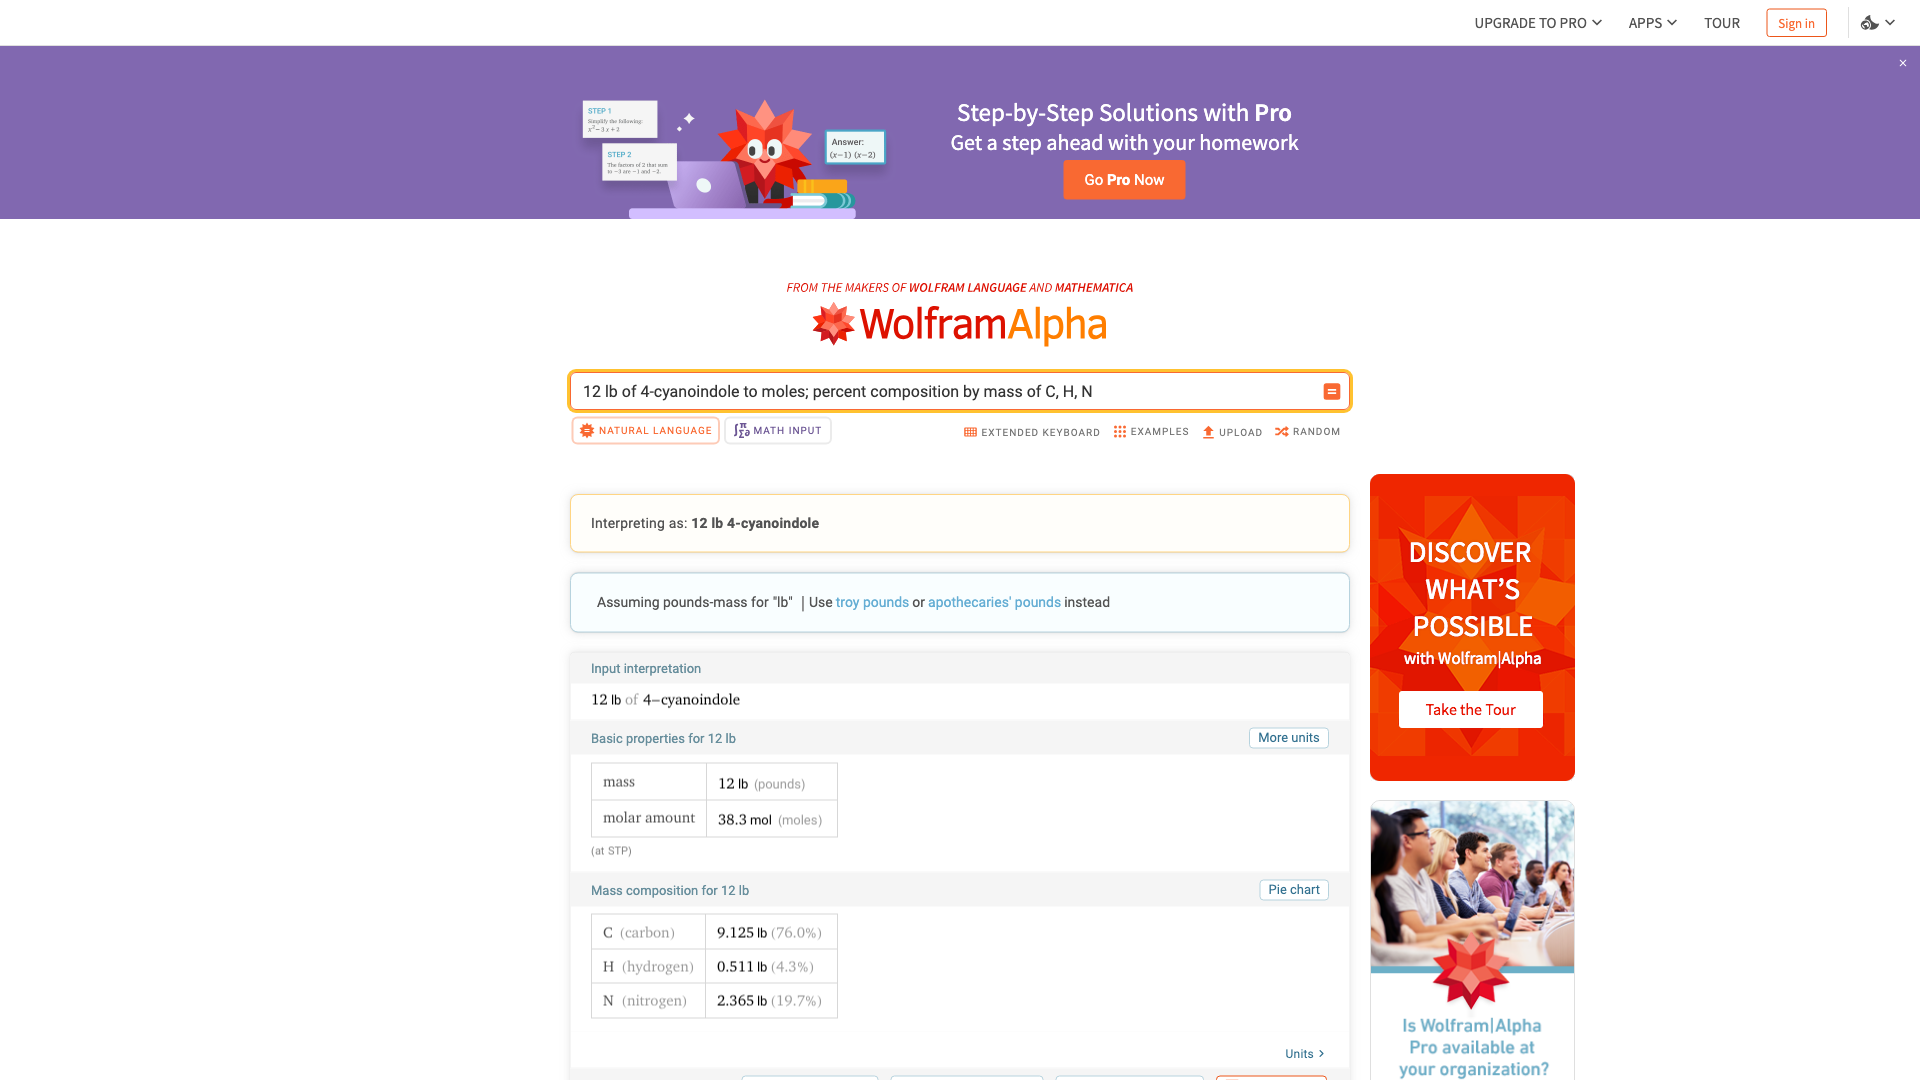 UPGRADE TO PRO
APPS
TOUR
Sign in
×
STEP 1
Simplify the following:
x² − 3 x + 2
STEP 2
The factors of 2 that sum
to −3 are −1 and −2.
Answer:
(x−1) (x−2)
Step-by-Step Solutions with Pro
Get a step ahead with your homework
Go Pro Now
FROM THE MAKERS OF WOLFRAM LANGUAGE AND MATHEMATICA
WolframAlpha
12 lb of 4-cyanoindole to moles; percent composition by mass of C, H, N
NATURAL LANGUAGE
MATH INPUT
EXTENDED KEYBOARD
EXAMPLES
UPLOAD
RANDOM
Interpreting as: 12 lb 4-cyanoindole
Assuming pounds-mass for "lb" | Use troy pounds or apothecaries' pounds instead
Input interpretation
12 lb of 4−cyanoindole
Basic properties for 12 lb
More units
mass 12 lb (pounds)
molar amount 38.3 mol (moles)
(at STP)
Mass composition for 12 lb
Pie chart
C (carbon) 9.125 lb (76.0%)
H (hydrogen) 0.511 lb (4.3%)
N (nitrogen) 2.365 lb (19.7%)
Units
DISCOVER
WHAT'S
POSSIBLE
with Wolfram|Alpha
Take the Tour
Is Wolfram|Alpha
Pro available at
your organization?